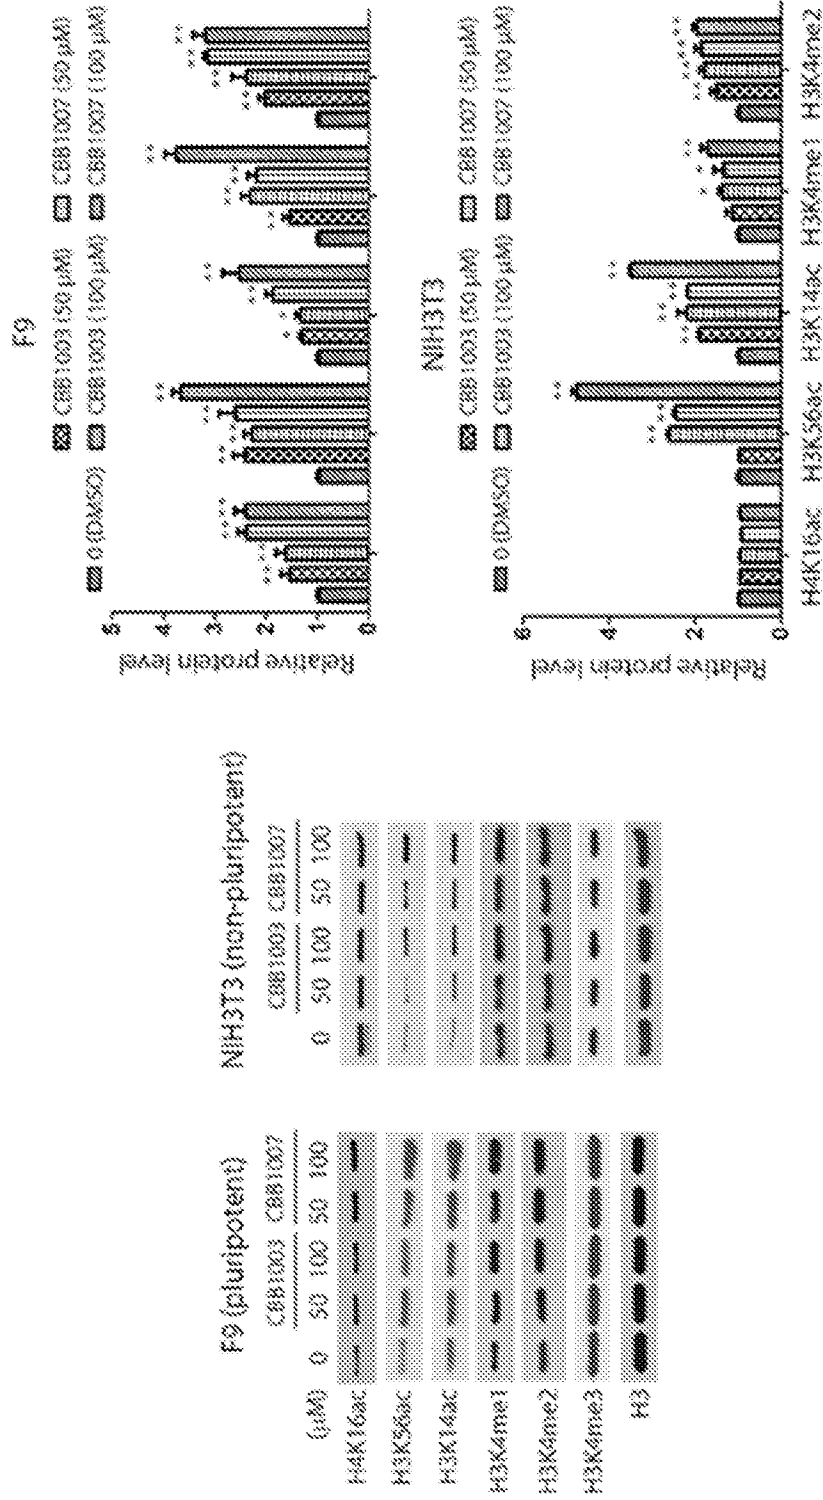 F9 (pluripotent)
NIH3T3 (non-pluripotent)
CBB1003 CBB1007
CBB1003 CBB1007
(μM) 0 50 100 50 100
0 50 100 50 100
H4K16ac
H3K56ac
H3K14ac
H3K4me1
H3K4me2
H3K4me3
H3
F9
CBB1003 (50 μM) CBB1007 (50 μM)
0 (DMSO) CBB1003 (100 μM) CBB1007 (100 μM)
Relative protein level
5
4
3
2
1
0
NIH3T3
CBB1003 (50 μM) CBB1007 (50 μM)
0 (DMSO) CBB1003 (100 μM) CBB1007 (100 μM)
Relative protein level
6
4
2
0
H4K16ac H3K56ac H3K14ac H3K4me1 H3K4me2